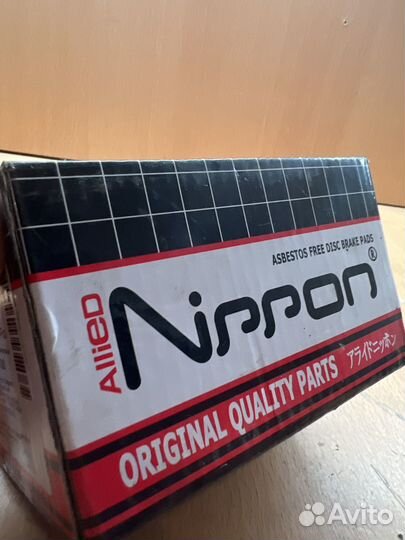 ASBESTOS FREE DISC BRAKE PADS
Allied Nippon®
ORIGINAL QUALITY PARTS アライドニッポン
Avito